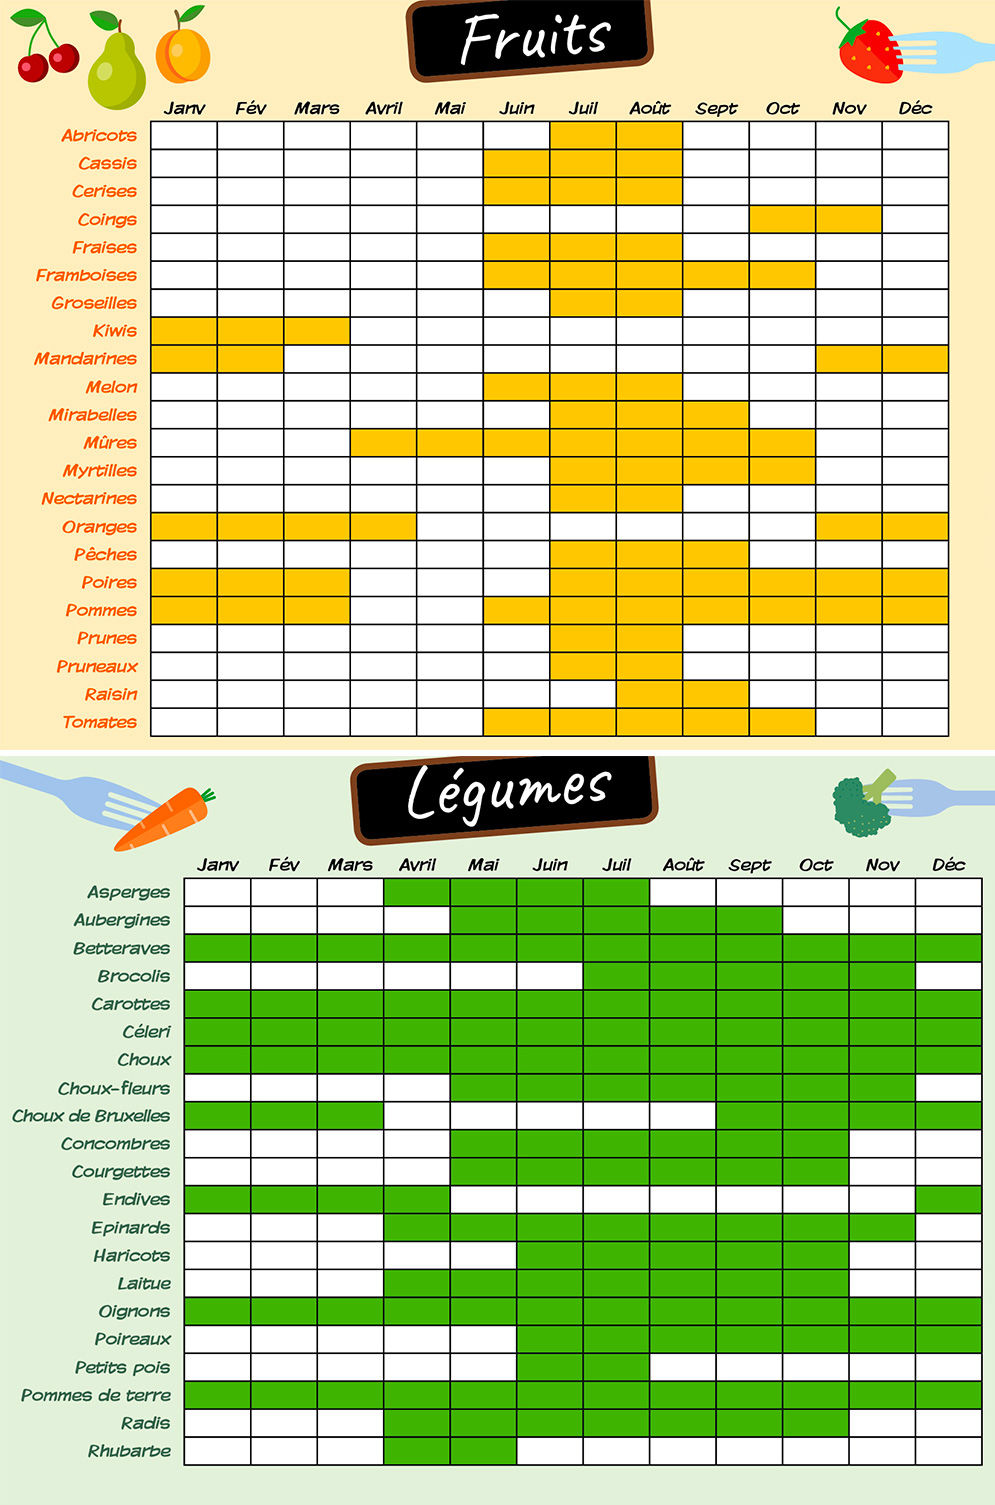 Fruits
Janv Fév Mars Avril Mai Juin Juil Août Sept Oct Nov Déc
Abricots
Cassis
Cerises
Coings
Fraises
Framboises
Groseilles
Kiwis
Mandarines
Melon
Mirabelles
Mûres
Myrtilles
Nectarines
Oranges
Pêches
Poires
Pommes
Prunes
Pruneaux
Raisin
Tomates
Légumes
Janv Fév Mars Avril Mai Juin Juil Août Sept Oct Nov Déc
Asperges
Aubergines
Betteraves
Brocolis
Carottes
Céleri
Choux
Choux-fleurs
Choux de Bruxelles
Concombres
Courgettes
Endives
Epinards
Haricots
Laitue
Oignons
Poireaux
Petits pois
Pommes de terre
Radis
Rhubarbe